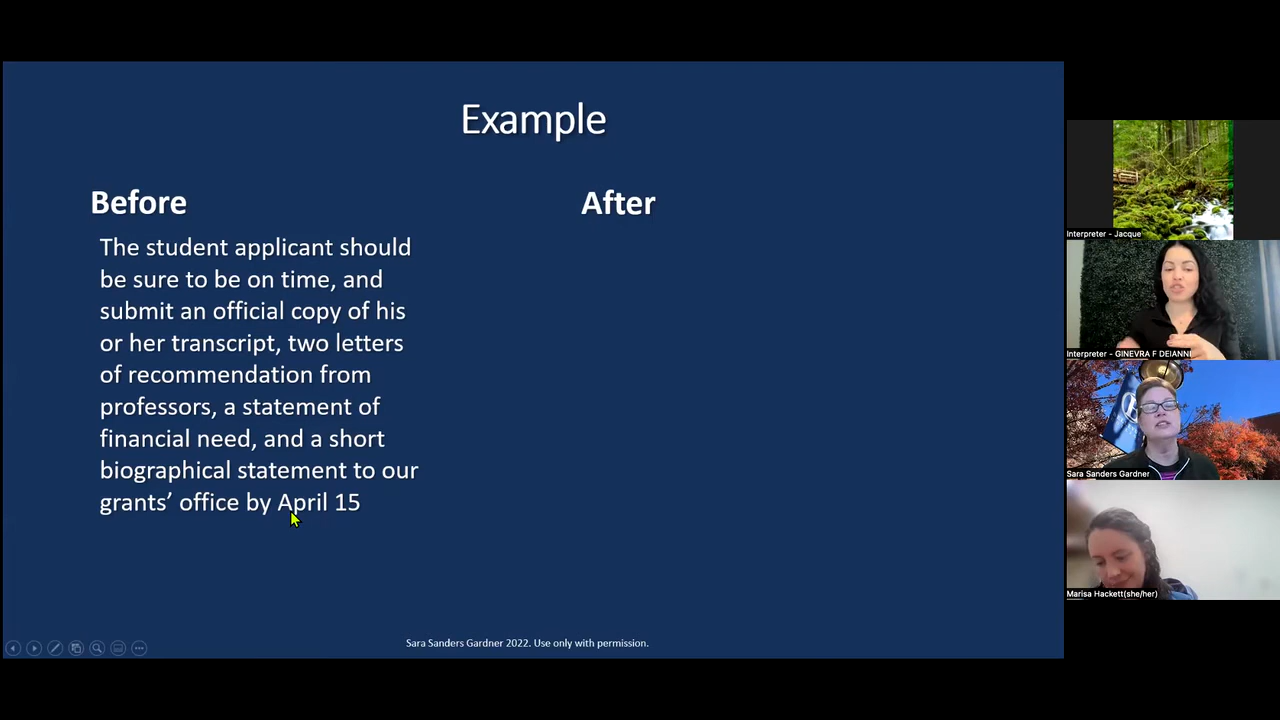 Example
Before
The student applicant should
be sure to be on time, and
submit an official copy of his
or her transcript, two letters
of recommendation from
professors, a statement of
financial need, and a short
biographical statement to our
grants’ office by April 15
After
Sara Sanders Gardner 2022. Use only with permission.
Interpreter - Jacque
Interpreter - GINEVRA F DEIANNI
Sara Sanders Gardner
Marisa Hackett(she/her)